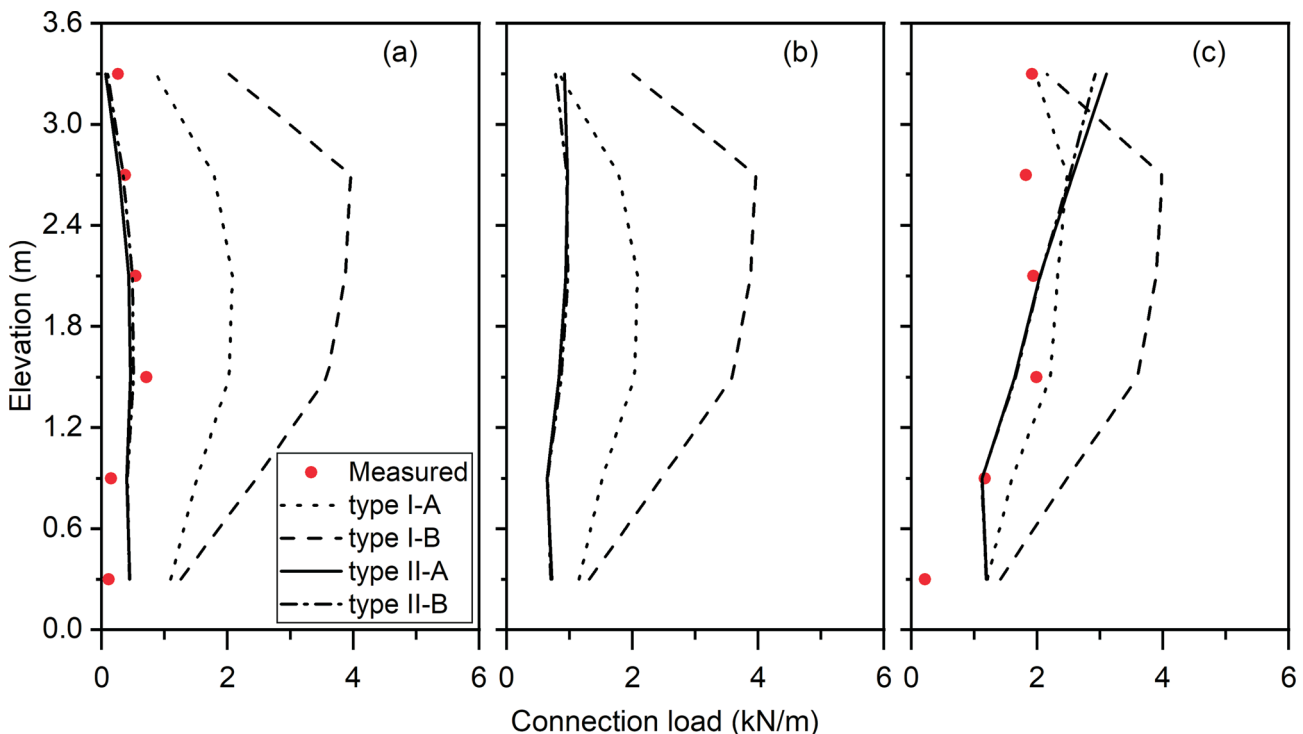 3.6
3.0
2.4
1.8
1.2
0.6
0.0
Elevation (m)
(a)
(b)
(c)
Measured
type I-A
type I-B
type II-A
type II-B
0 2 4 6
0 2 4 6
0 2 4 6
Connection load (kN/m)